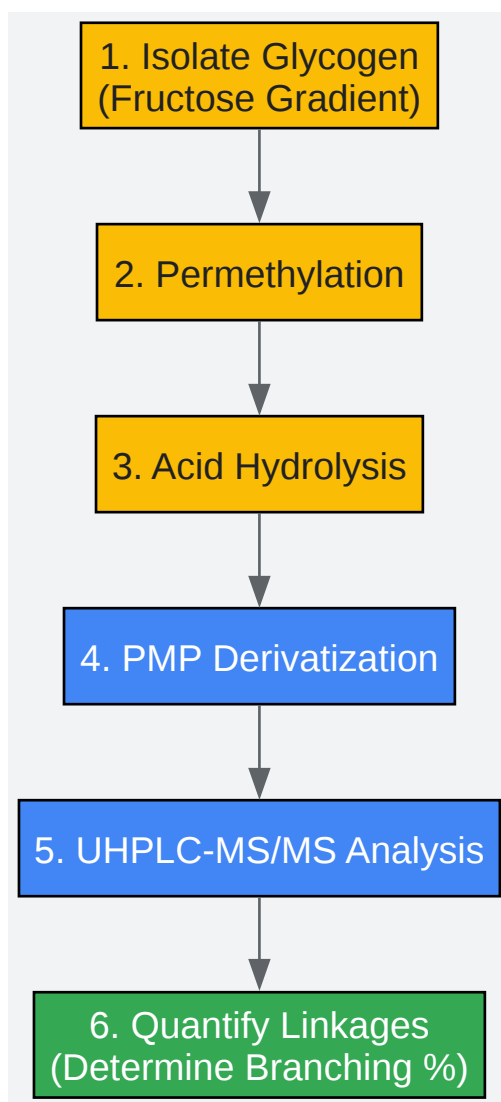 1. Isolate Glycogen
(Fructose Gradient)
2. Permethylation
3. Acid Hydrolysis
4. PMP Derivatization
5. UHPLC-MS/MS Analysis
6. Quantify Linkages
(Determine Branching %)